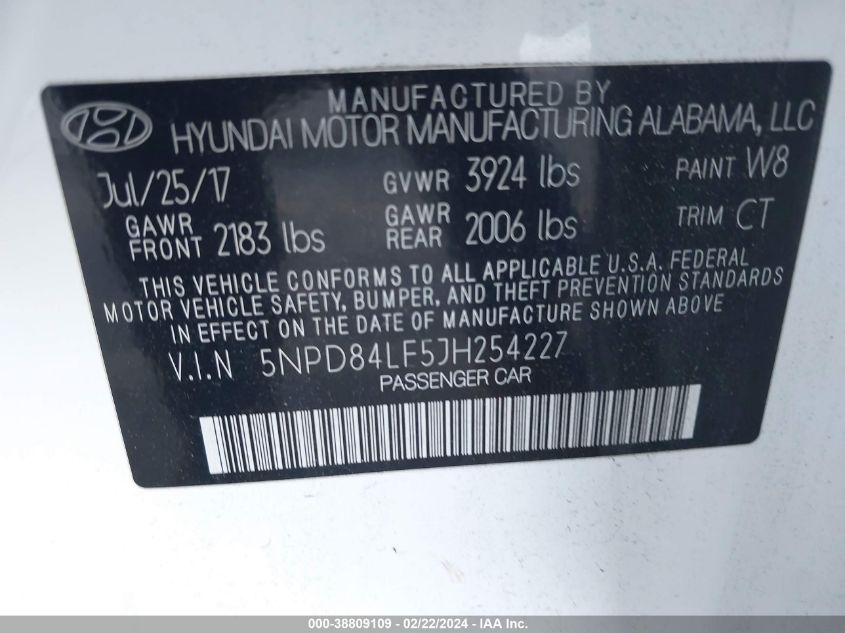 MANUFACTURED BY
HYUNDAI MOTOR MANUFACTURING ALABAMA, LLC
Jul/25/17 GVWR 3924 lbs PAINT W8
GAWR FRONT 2183 lbs GAWR REAR 2006 lbs TRIM CT
THIS VEHICLE CONFORMS TO ALL APPLICABLE U.S.A. FEDERAL
MOTOR VEHICLE SAFETY, BUMPER, AND THEFT PREVENTION STANDARDS
IN EFFECT ON THE DATE OF MANUFACTURE SHOWN ABOVE
V.I.N 5NPD84LF5JH254227
PASSENGER CAR
000-38809109 - 02/22/2024 - IAA Inc.